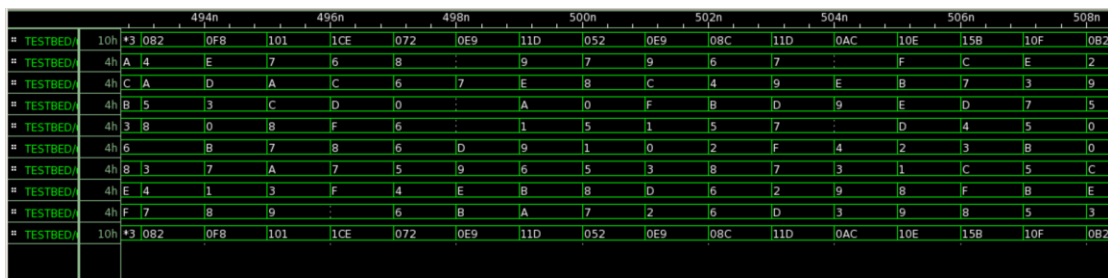 494n 496n 498n 500n 502n 504n 506n 508n
TESTBED/ 10h *3 082 0F8 101 1CE 072 0E9 11D 052 0E9 08C 11D 0AC 10E 15B 10F 0B2
TESTBED/ 4h A 4 E 7 6 8 9 7 9 6 7 F C E 2
TESTBED/ 4h C A D A C 6 7 E 8 C 4 9 E B 7 3 9
TESTBED/ 4h B 5 3 C D 0 A 0 F B D 9 E D 7 5
TESTBED/ 4h 3 8 0 8 F 6 1 5 1 5 7 D 4 5 0
TESTBED/ 4h 6 B 7 8 6 D 9 1 0 2 F 4 2 3 B 0
TESTBED/ 4h 8 3 7 A 7 5 9 6 5 3 8 7 3 1 C 5 C
TESTBED/ 4h E 4 1 3 F 4 E B 8 D 6 2 9 8 F B E
TESTBED/ 4h F 7 8 9 6 B A 7 2 6 D 3 9 8 5 3
TESTBED/ 10h *3 082 0F8 101 1CE 072 0E9 11D 052 0E9 08C 11D 0AC 10E 15B 10F 0B2